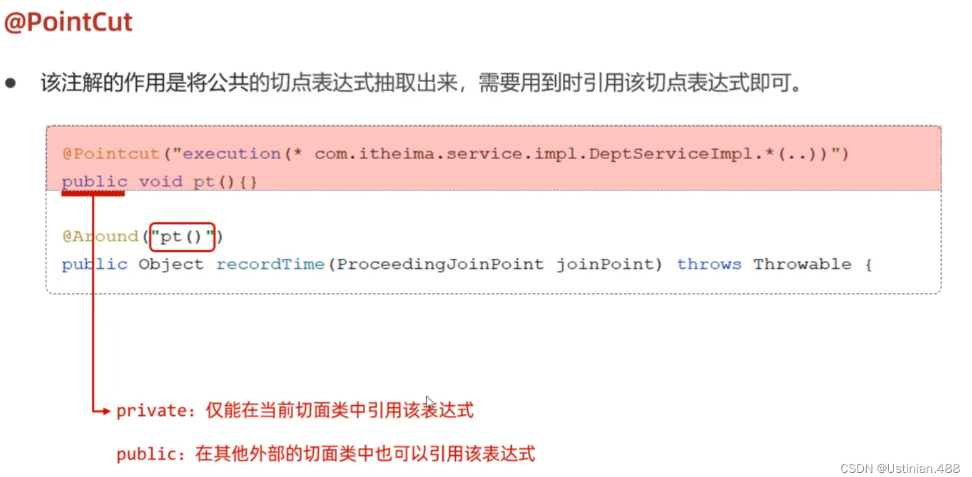 @PointCut
● 该注解的作用是将公共的切点表达式抽取出来，需要用到时引用该切点表达式即可。
@Pointcut("execution(* com.itheima.service.impl.DeptServiceImpl.*(..))")
public void pt(){}
@Around("pt()")
public Object recordTime(ProceedingJoinPoint joinPoint) throws Throwable {
private：仅能在当前切面类中引用该表达式
public：在其他外部的切面类中也可以引用该表达式
CSDN @Ustinian.488